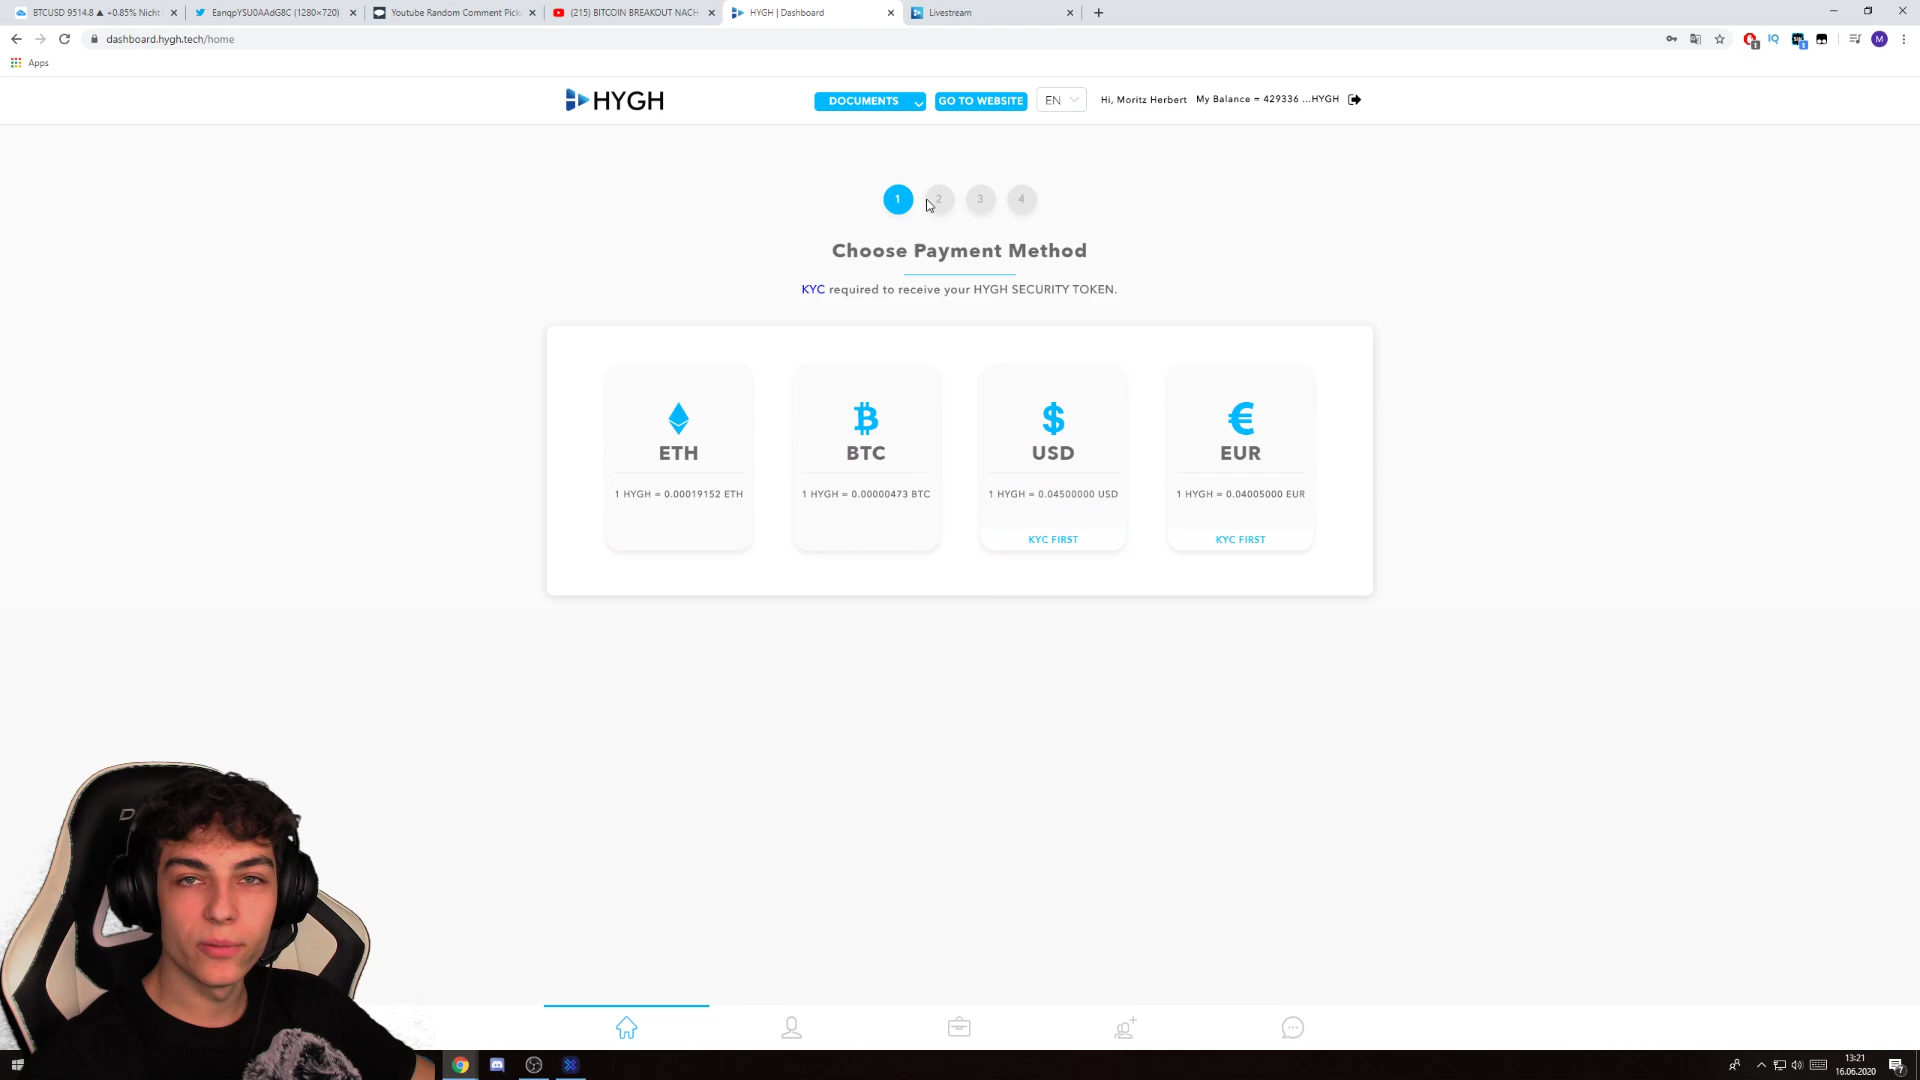 BTCUSD 9514.8 ▲ +0.85% Nicht
EanqpYSU0AAdG8C (1280×720)
Youtube Random Comment Pick
(215) BITCOIN BREAKOUT NACH
HYGH | Dashboard
Livestream
dashboard.hygh.tech/home
M
Apps
HYGH
DOCUMENTS
GO TO WEBSITE
EN
Hi, Moritz Herbert
My Balance = 429336 ...HYGH
1 2 3 4
Choose Payment Method
KYC required to receive your HYGH SECURITY TOKEN.
ETH
1 HYGH = 0.00019152 ETH
BTC
1 HYGH = 0.00000473 BTC
USD
1 HYGH = 0.04500000 USD
KYC FIRST
EUR
1 HYGH = 0.04005000 EUR
KYC FIRST
13:21
16.06.2020